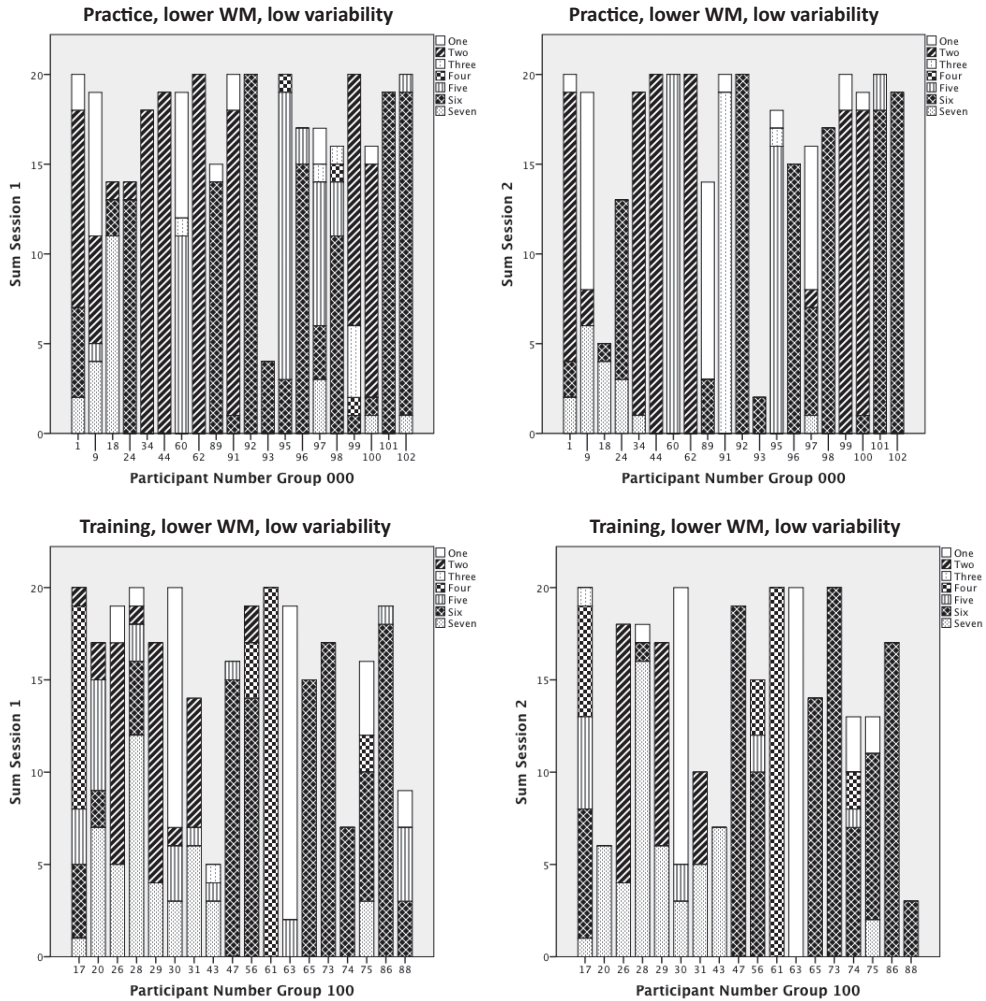 Practice, lower WM, low variability
Sum Session 1
20
15
10
5
0
One
Two
Three
Four
Five
Six
Seven
1 18 34 60 89 92 95 97 99 101
9 24 44 62 91 93 96 98 100 102
Participant Number Group 000
Practice, lower WM, low variability
Sum Session 2
20
15
10
5
0
One
Two
Three
Four
Five
Six
Seven
1 18 34 60 89 92 95 97 99 101
9 24 44 62 91 93 96 98 100 102
Participant Number Group 000
Training, lower WM, low variability
Sum Session 1
20
15
10
5
0
One
Two
Three
Four
Five
Six
Seven
17 20 26 28 29 30 31 43 47 56 61 63 65 73 74 75 86 88
Participant Number Group 100
Training, lower WM, low variability
Sum Session 2
20
15
10
5
0
One
Two
Three
Four
Five
Six
Seven
17 20 26 28 29 30 31 43 47 56 61 63 65 73 74 75 86 88
Participant Number Group 100